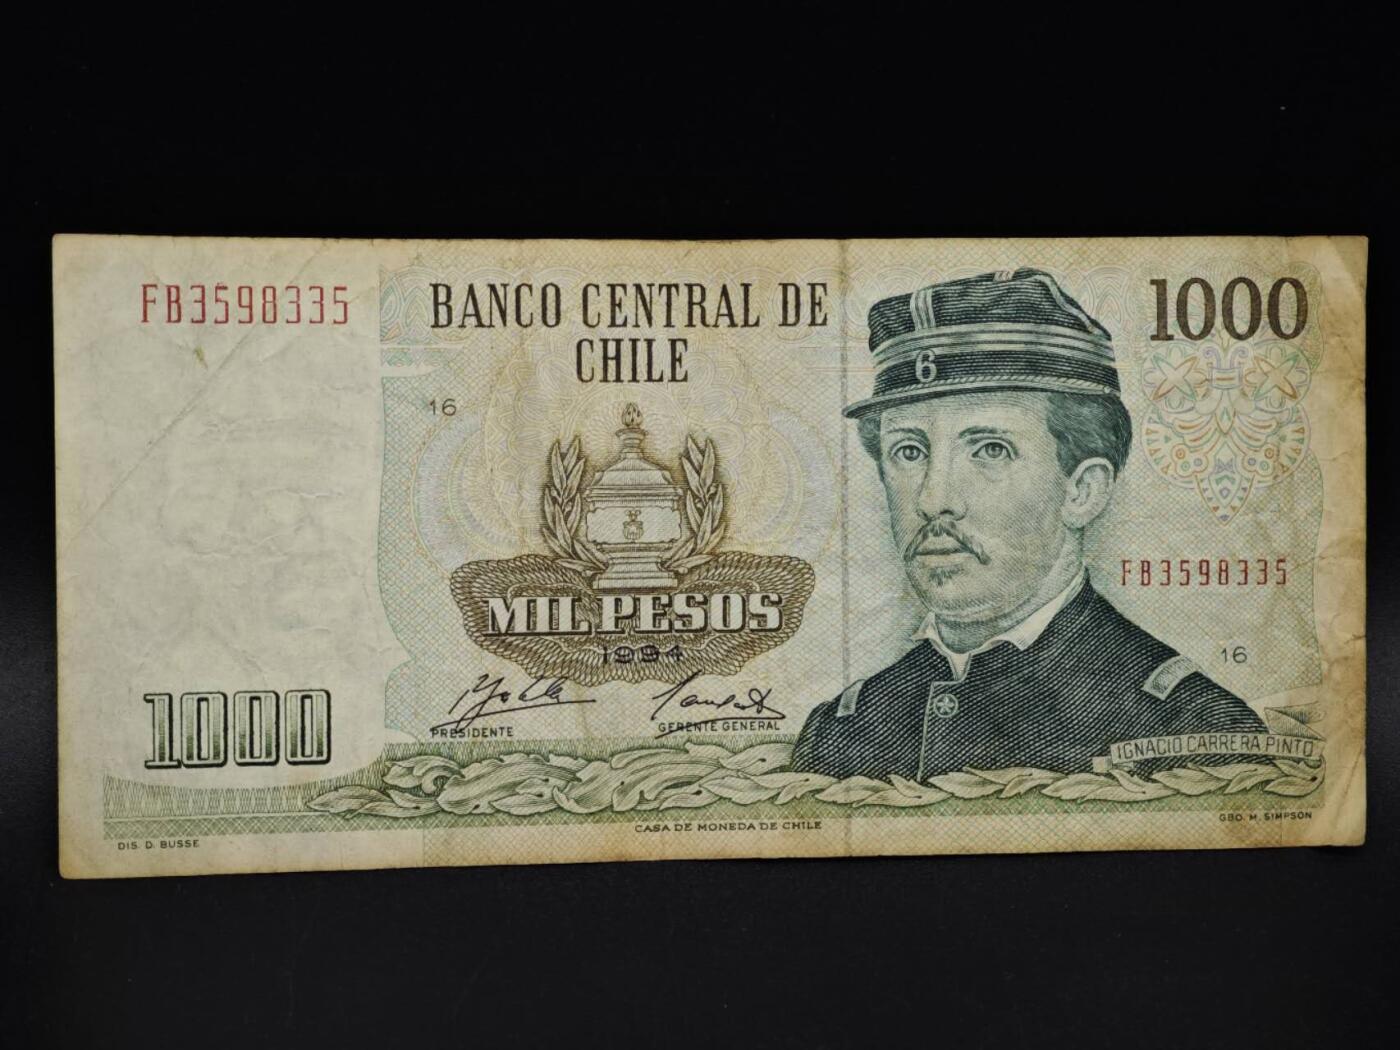 FB3598335
BANCO CENTRAL DE
CHILE
1000
6
16
MIL PESOS
1994
FB3598335
16
PRESIDENTE
GERENTE GENERAL
1000
IGNACIO CARRERA PINTO
CASA DE MONEDA DE CHILE
GBO. M. SIMPSON
DIS. D. BUSSE